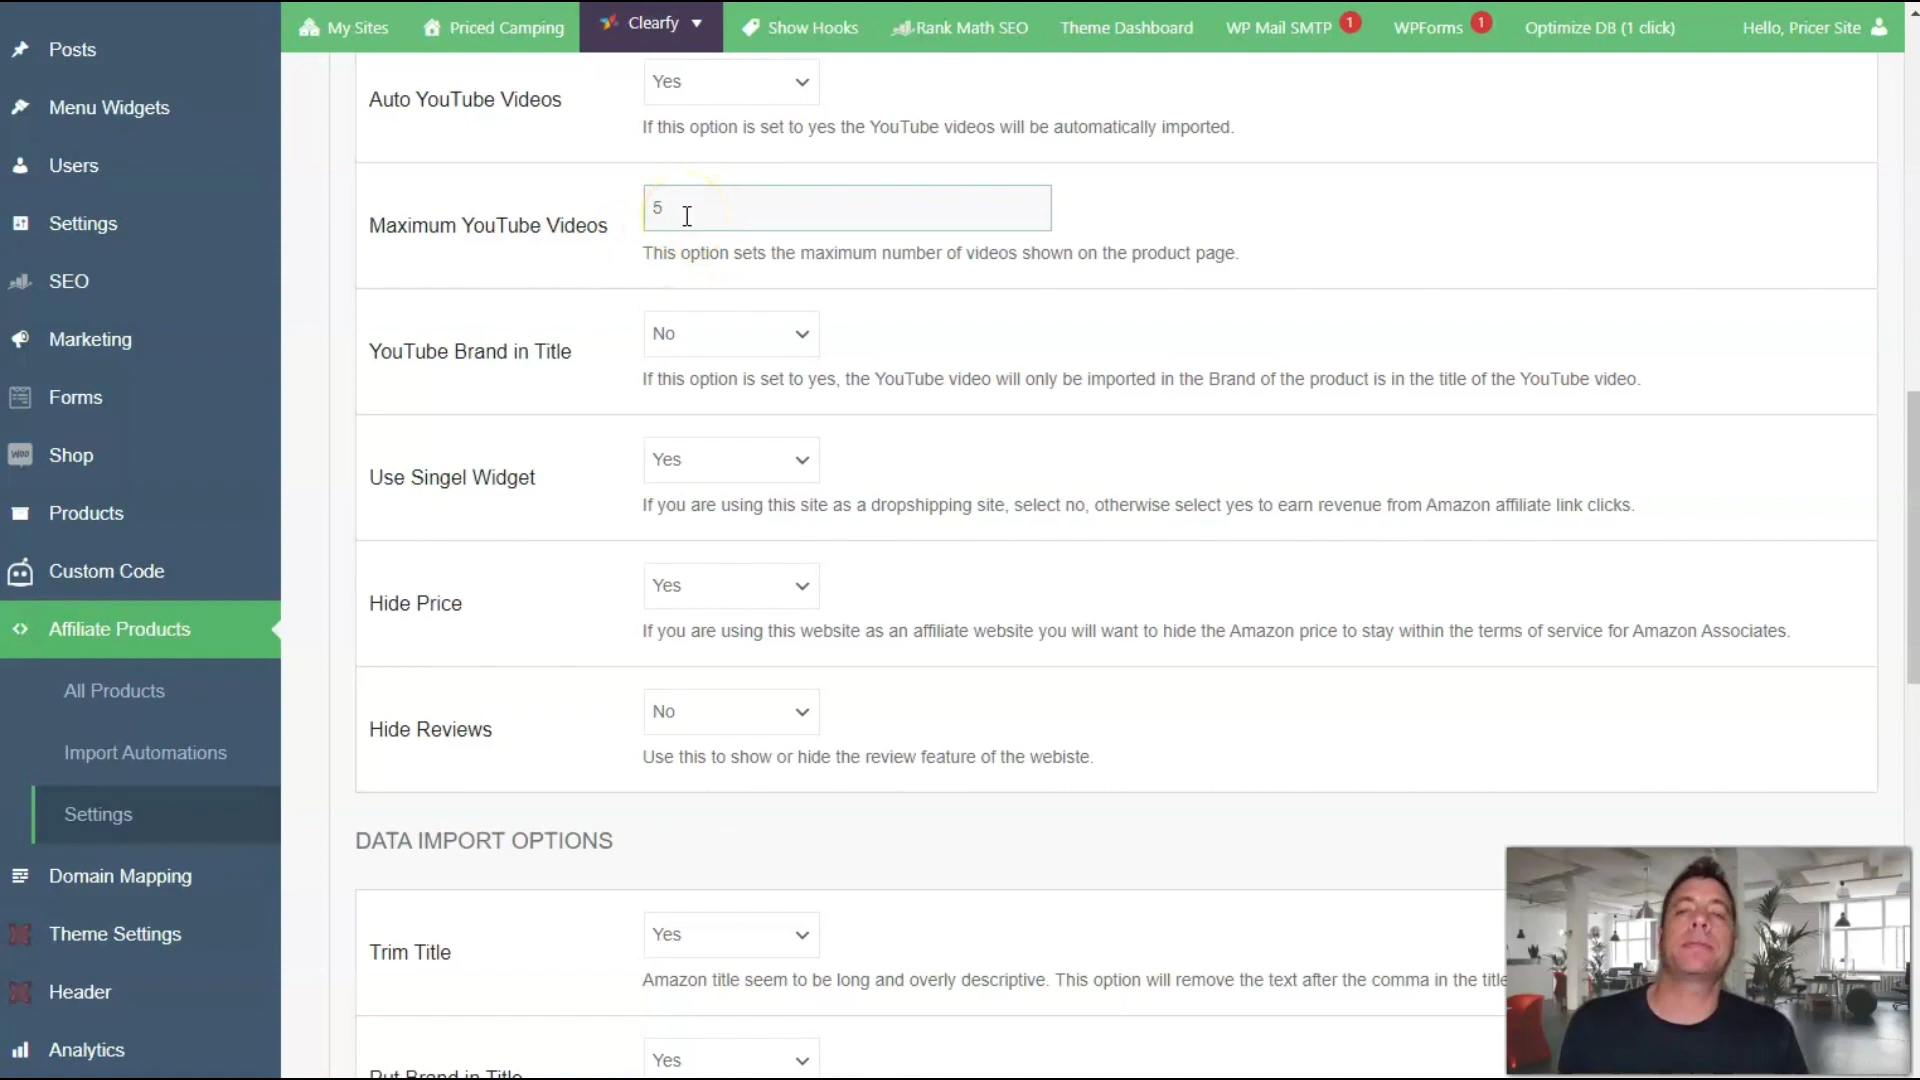 My Sites
Priced Camping
Clearfy
Show Hooks
Rank Math SEO
Theme Dashboard
WP Mail SMTP 1
WPForms 1
Optimize DB (1 click)
Hello, Pricer Site
Posts
Menu Widgets
Users
Settings
SEO
Marketing
Forms
Woo
Shop
Products
Custom Code
Affiliate Products
All Products
Import Automations
Settings
Domain Mapping
Theme Settings
Header
Analytics
Auto YouTube Videos
Yes
If this option is set to yes the YouTube videos will be automatically imported.
Maximum YouTube Videos
5
This option sets the maximum number of videos shown on the product page.
YouTube Brand in Title
No
If this option is set to yes, the YouTube video will only be imported in the Brand of the product is in the title of the YouTube video.
Use Singel Widget
Yes
If you are using this site as a dropshipping site, select no, otherwise select yes to earn revenue from Amazon affiliate link clicks.
Hide Price
Yes
If you are using this website as an affiliate website you will want to hide the Amazon price to stay within the terms of service for Amazon Associates.
Hide Reviews
No
Use this to show or hide the review feature of the webiste.
DATA IMPORT OPTIONS
Trim Title
Yes
Amazon title seem to be long and overly descriptive. This option will remove the text after the comma in the title
Put Brand in Title
Yes